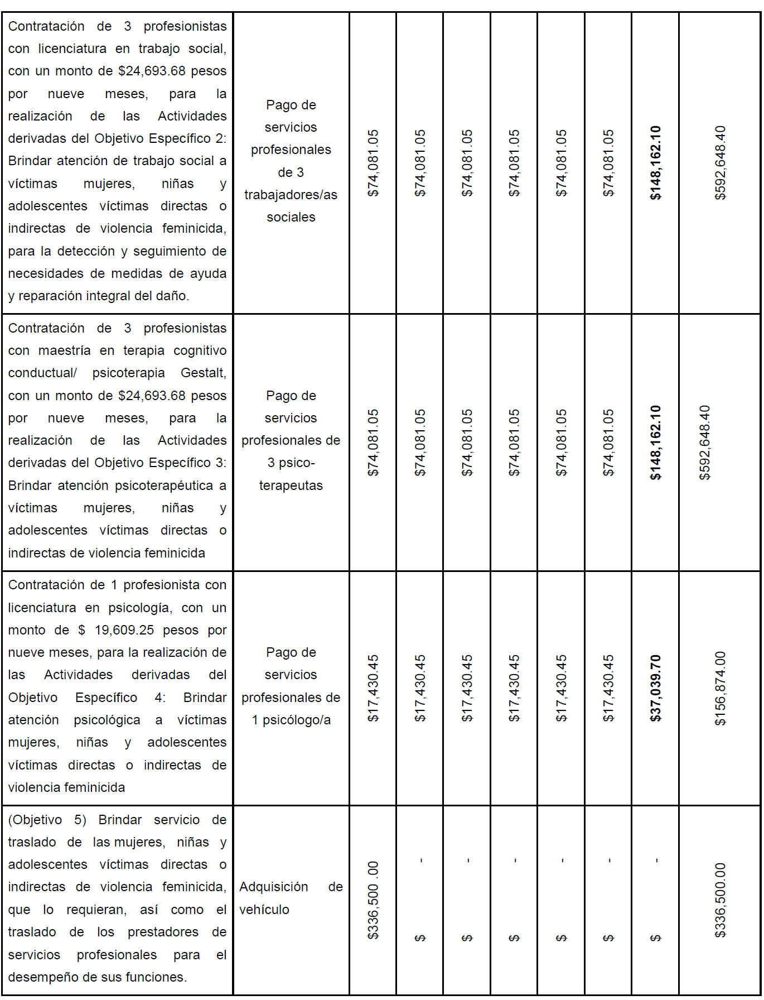 Contratación de 3 profesionistas
con licenciatura en trabajo social,
con un monto de $24,693.68 pesos
por nueve meses, para la
realización de las Actividades
derivadas del Objetivo Específico 2:
Brindar atención de trabajo social a
víctimas mujeres, niñas y
adolescentes víctimas directas o
indirectas de violencia feminicida,
para la detección y seguimiento de
necesidades de medidas de ayuda
y reparación integral del daño.
Pago de
servicios
profesionales
de 3
trabajadores/as
sociales
$74,081.05
$74,081.05
$74,081.05
$74,081.05
$74,081.05
$74,081.05
$148,162.10
$592,648.40
Contratación de 3 profesionistas
con maestría en terapia cognitivo
conductual/ psicoterapia Gestalt,
con un monto de $24,693.68 pesos
por nueve meses, para la
realización de las Actividades
derivadas del Objetivo Específico 3:
Brindar atención psicoterapéutica a
víctimas mujeres, niñas y
adolescentes víctimas directas o
indirectas de violencia feminicida
Pago de
servicios
profesionales de
3 psico-
terapeutas
$74,081.05
$74,081.05
$74,081.05
$74,081.05
$74,081.05
$74,081.05
$148,162.10
$592,648.40
Contratación de 1 profesionista con
licenciatura en psicología, con un
monto de $ 19,609.25 pesos por
nueve meses, para la realización de
las Actividades derivadas del
Objetivo Específico 4: Brindar
atención psicológica a víctimas
mujeres, niñas y adolescentes
víctimas directas o indirectas de
violencia feminicida
Pago de
servicios
profesionales de
1 psicólogo/a
$17,430.45
$17,430.45
$17,430.45
$17,430.45
$17,430.45
$17,430.45
$37,039.70
$156,874.00
(Objetivo 5) Brindar servicio de
traslado de las mujeres, niñas y
adolescentes víctimas directas o
indirectas de violencia feminicida,
que lo requieran, así como el
traslado de los prestadores de
servicios profesionales para el
desempeño de sus funciones.
Adquisición de
vehículo
$336,500 .00
$ -
$ -
$ -
$ -
$ -
$ -
$336,500.00